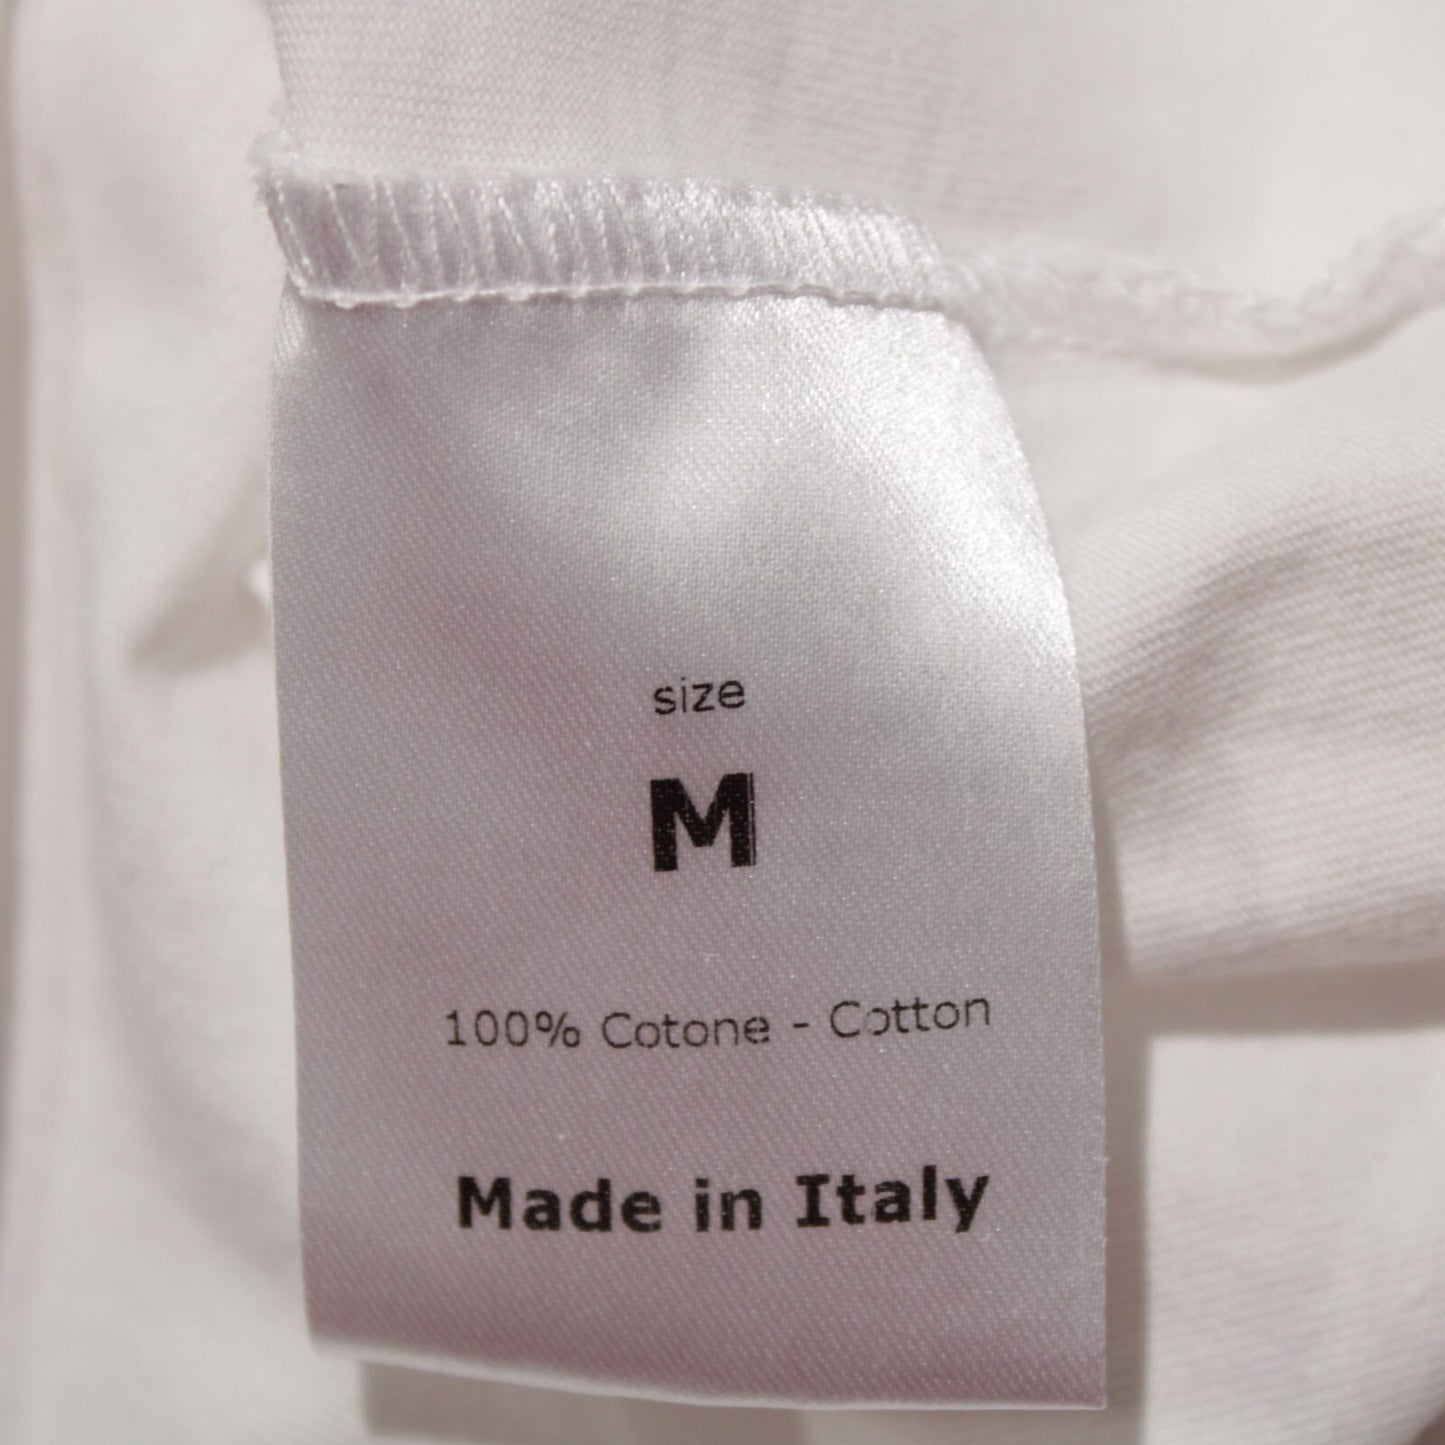 size
M
100% Cotone - Cotton
Made in Italy